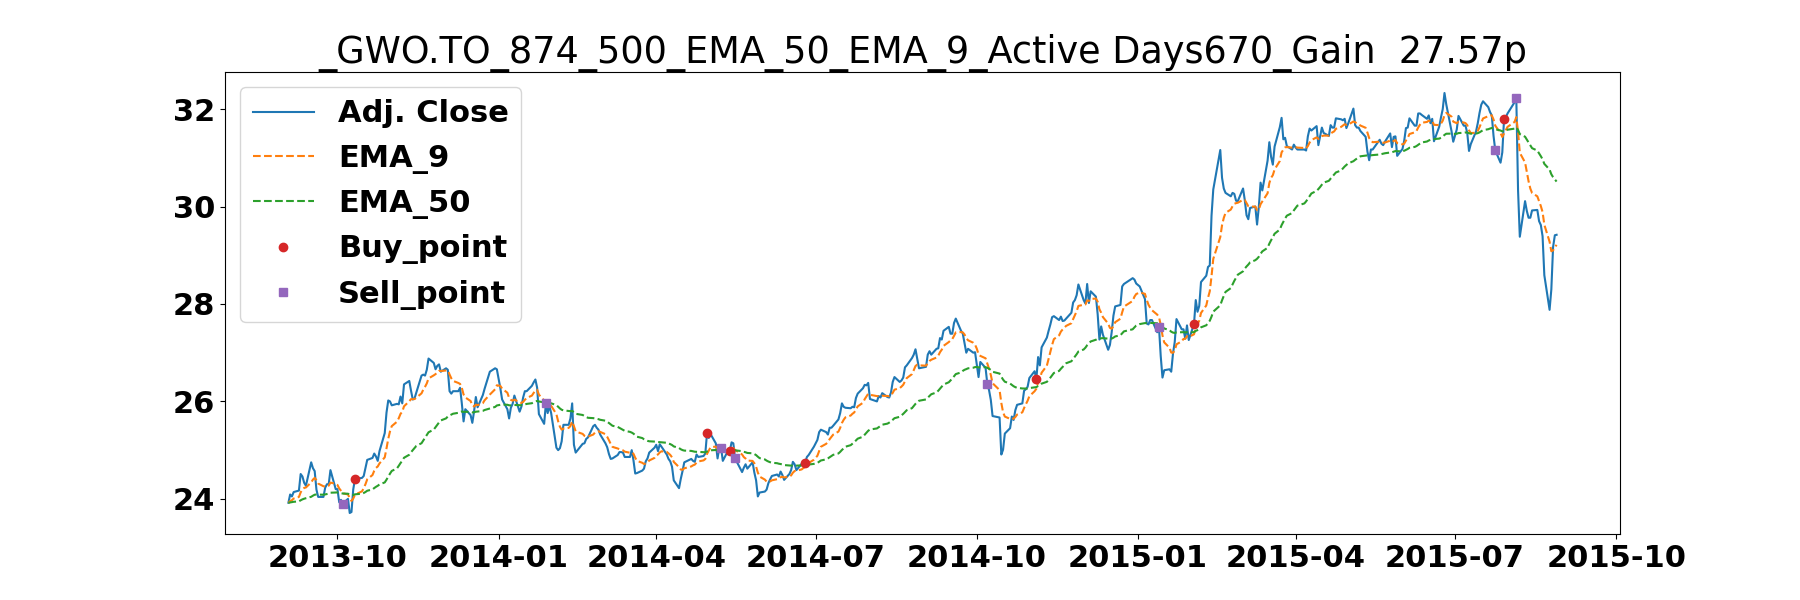 _GWO.TO_874_500_EMA_50_EMA_9_Active Days670_Gain  27.57p
Adj. Close
EMA_9
EMA_50
Buy_point
Sell_point
32
30
28
26
24
2013-10 2014-01 2014-04 2014-07 2014-10 2015-01 2015-04 2015-07 2015-10